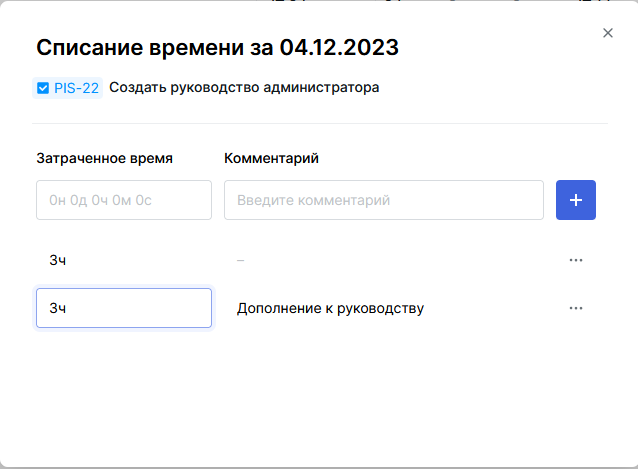 Списание времени за 04.12.2023
PIS-22 Создать руководство администратора
Затраченное время Комментарий
0н 0д 0ч 0м 0с Введите комментарий
3ч –
3ч Дополнение к руководству